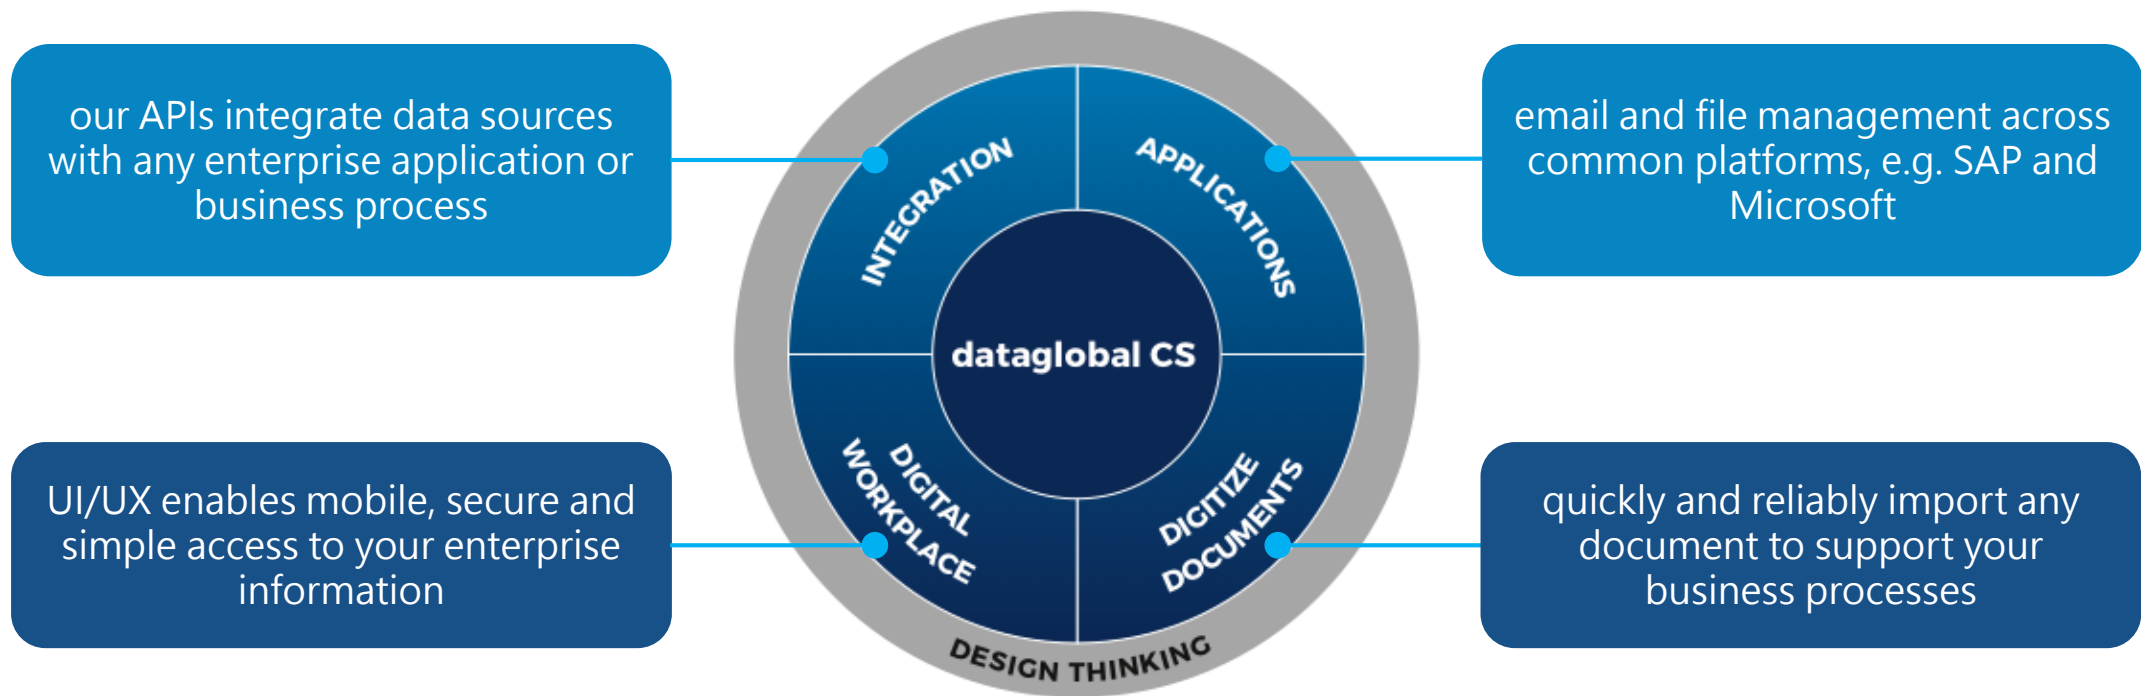 our APIs integrate data sources
with any enterprise application or
business process
email and file management across
common platforms, e.g. SAP and
Microsoft
INTEGRATION
APPLICATIONS
dataglobal CS
DIGITAL
WORKPLACE
DIGITIZE
DOCUMENTS
UI/UX enables mobile, secure and
simple access to your enterprise
information
quickly and reliably import any
document to support your
business processes
DESIGN THINKING